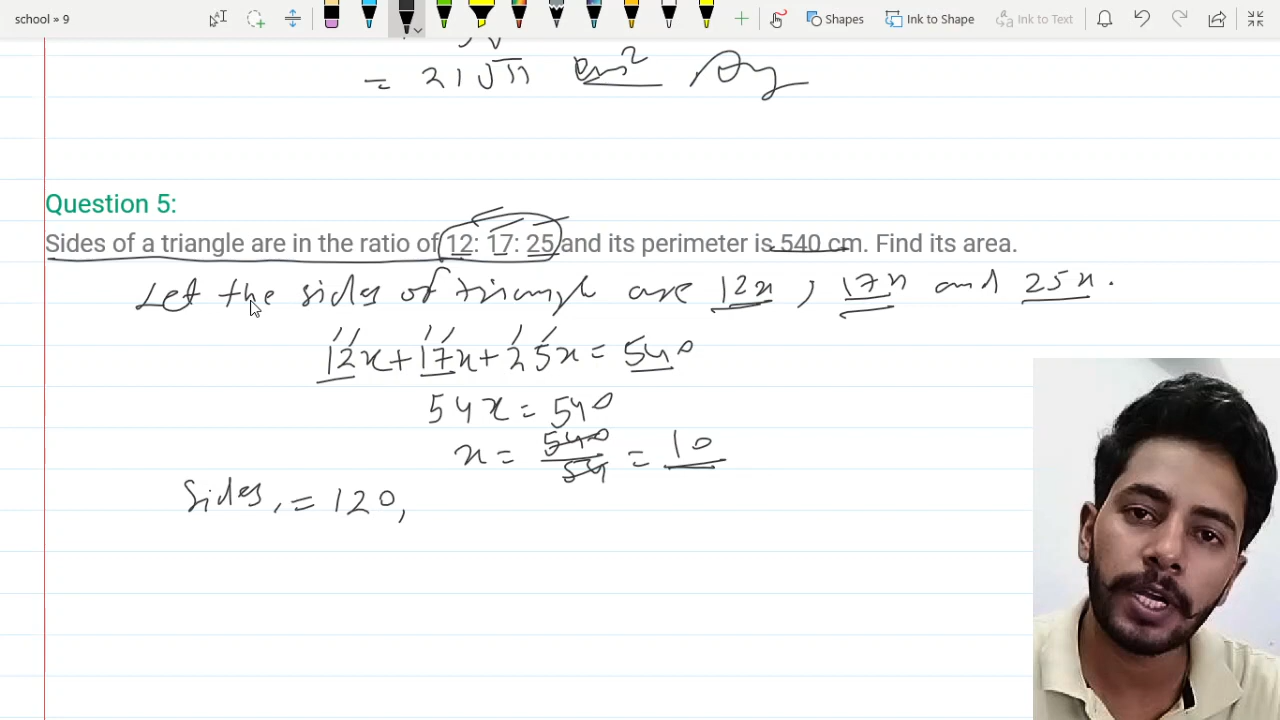 school » 9
Shapes
Ink to Shape
Ink to Text
= 21√11 cm²
Question 5:
Sides of a triangle are in the ratio of 12: 17: 25 and its perimeter is 540 cm. Find its area.
Let the sides of triangle are 12x, 17x and 25x.
12x+17x+25x=540
54x=540
x= 540/54 = 10
Sides, = 120,